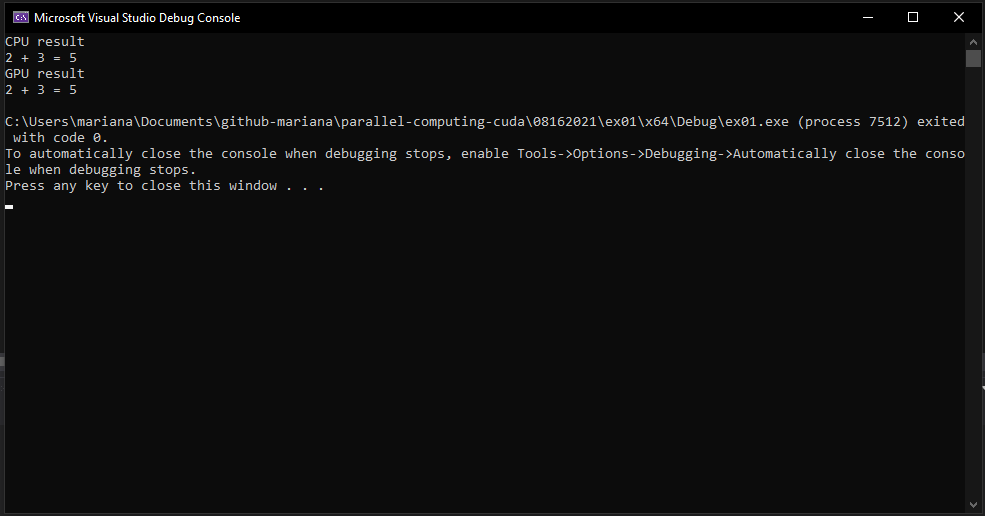 Microsoft Visual Studio Debug Console
CPU result
2 + 3 = 5
GPU result
2 + 3 = 5
C:\Users\mariana\Documents\github-mariana\parallel-computing-cuda\08162021\ex01\x64\Debug\ex01.exe (process 7512) exited
with code 0.
To automatically close the console when debugging stops, enable Tools->Options->Debugging->Automatically close the conso
le when debugging stops.
Press any key to close this window . . .